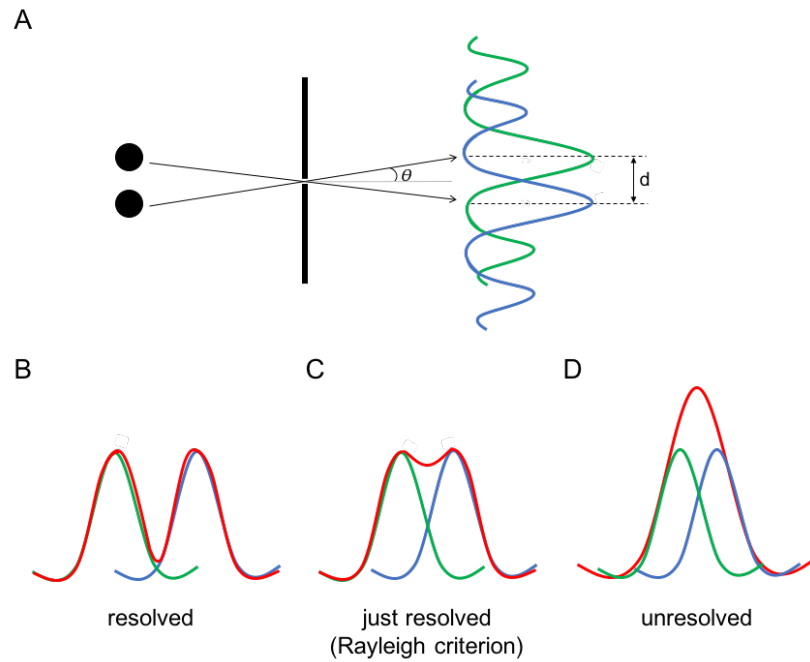 A
θ
d
B
C
D
resolved
just resolved
(Rayleigh criterion)
unresolved